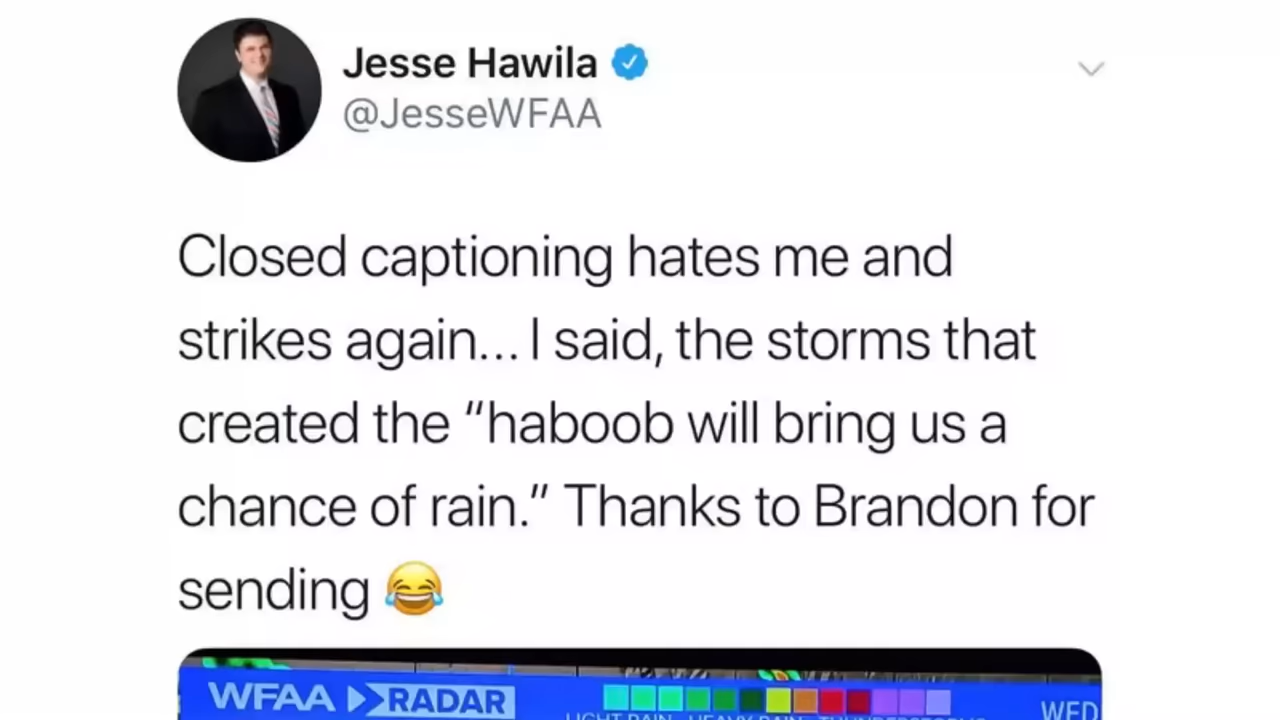 Jesse Hawila
@JesseWFAA
Closed captioning hates me and
strikes again... I said, the storms that
created the "haboob will bring us a
chance of rain." Thanks to Brandon for
sending 😂
WFAA RADAR
LIGHT RAIN HEAVY RAIN THUNDERSTORMS
WED